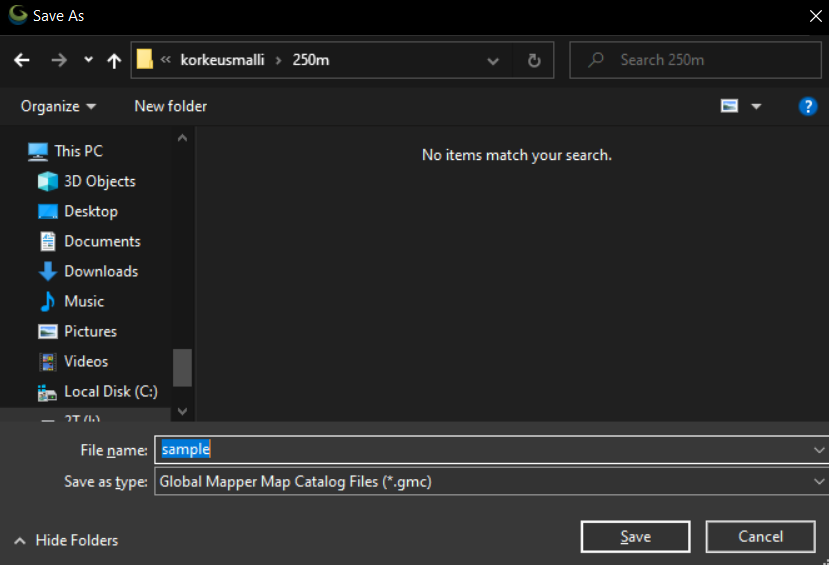 Save As
« korkeusmalli › 250m
Search 250m
Organize
New folder
?
This PC
3D Objects
Desktop
Documents
Downloads
Music
Pictures
Videos
Local Disk (C:)
No items match your search.
File name: sample
Save as type: Global Mapper Map Catalog Files (*.gmc)
Hide Folders
Save
Cancel